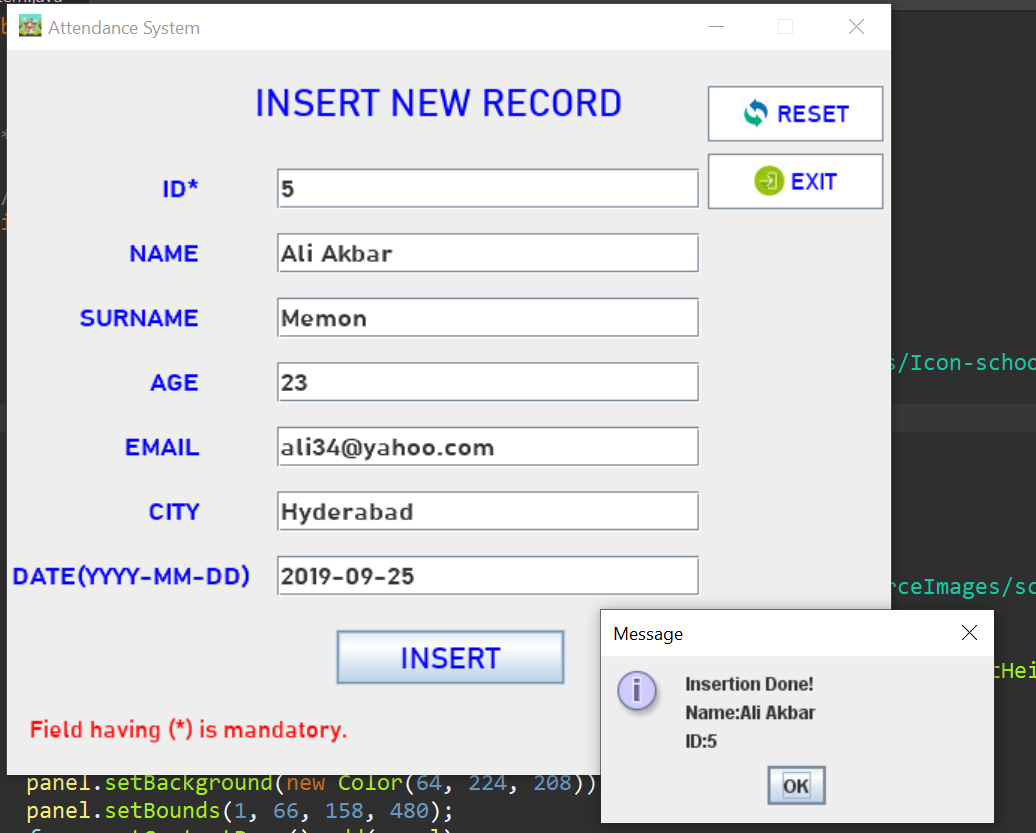 Attendance System
INSERT NEW RECORD
RESET
EXIT
ID* 5
NAME Ali Akbar
SURNAME Memon
AGE 23
EMAIL ali34@yahoo.com
CITY Hyderabad
DATE(YYYY-MM-DD) 2019-09-25
INSERT
Field having (*) is mandatory.
Message
Insertion Done!
Name:Ali Akbar
ID:5
OK
s/Icon-schoo
rceImages/sc
tHei
panel.setBackground(new Color(64, 224, 208))
panel.setBounds(1, 66, 158, 480);